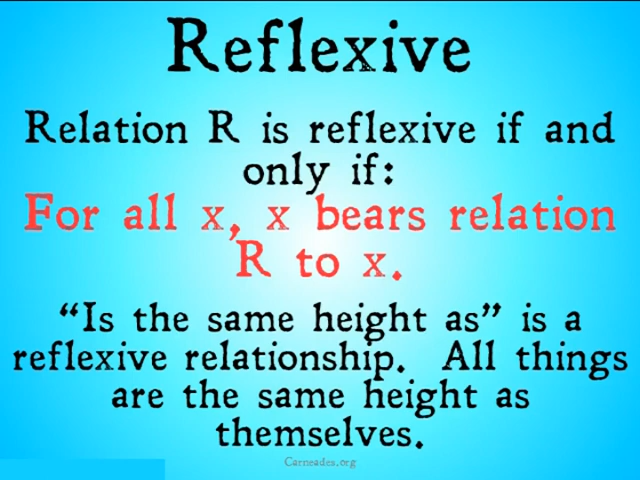 Reflexive
Relation R is reflexive if and
only if:
For all x, x bears relation
R to x.
“Is the same height as” is a
reflexive relationship. All things
are the same height as
themselves.
Carneades.org